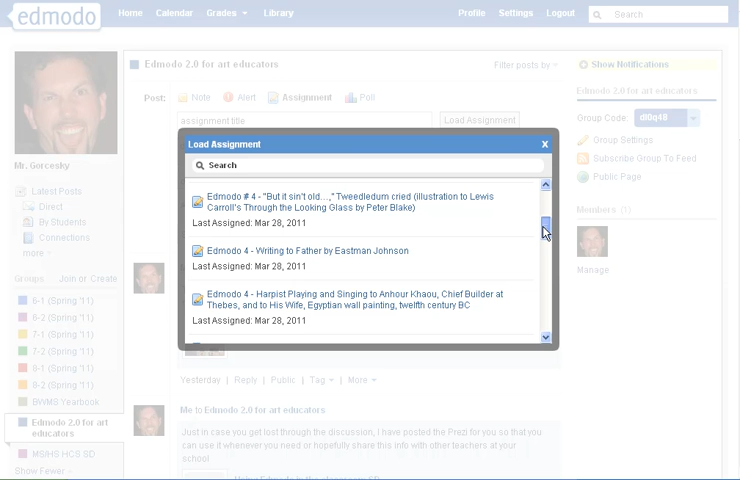 edmodo
Home Calendar Grades Library
Profile Settings Logout
Search
Edmodo 2.0 for art educators
Filter posts by
Show Notifications
Post: Note Alert Assignment Poll
assignment title
Load Assignment
Edmodo 2.0 for art educators
Group Code:
Group Settings
Subscribe Group To Feed
Public Page
Members
Manage
Mr. Gorcesby
Latest Posts
Direct
By Students
Connections
more
Groups Join or Create
6-1 (Spring '11)
6-2 (Spring '11)
7-1 (Spring '11)
7-2 (Spring '11)
8-1 (Spring '11)
8-2 (Spring '11)
BWMS Yearbook
Edmodo 2.0 for art
educators
MS/HS HCS SD
Show Fewer
Load Assignment X
Search
Edmodo # 4 - "But it sin't old...," Tweedledum cried (illustration to Lewis
Carroll's Through the Looking Glass by Peter Blake)
Last Assigned: Mar 28, 2011
Edmodo 4 - Writing to Father by Eastman Johnson
Last Assigned: Mar 28, 2011
Edmodo 4 - Harpist Playing and Singing to Anhour Khaou, Chief Builder at
Thebes, and to His Wife, Egyptian wall painting, twelfth century BC
Last Assigned: Mar 28, 2011
Yesterday | Reply | Public | Tag | More
Me to Edmodo 2.0 for art educators
Just in case you get lost through the discussion, I have posted the Prezi for you so that you
can use it whenever you need or hopefully share this info with other teachers at your
school